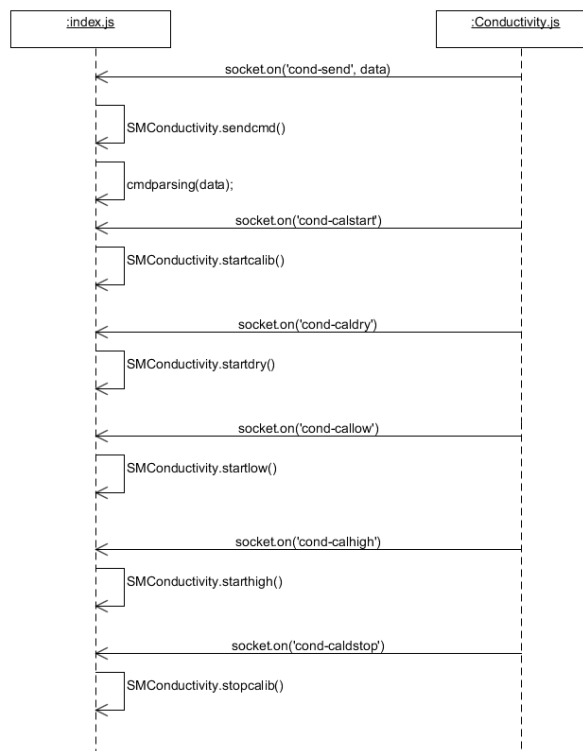 :index.js
:Conductivity.js
socket.on('cond-send', data)
SMConductivity.sendcmd()
cmdparsing(data);
socket.on('cond-calstart')
SMConductivity.startcalib()
socket.on('cond-caldry')
SMConductivity.startdry()
socket.on('cond-callow')
SMConductivity.startlow()
socket.on('cond-calhigh')
SMConductivity.starthigh()
socket.on('cond-caldstop')
SMConductivity.stopcalib()